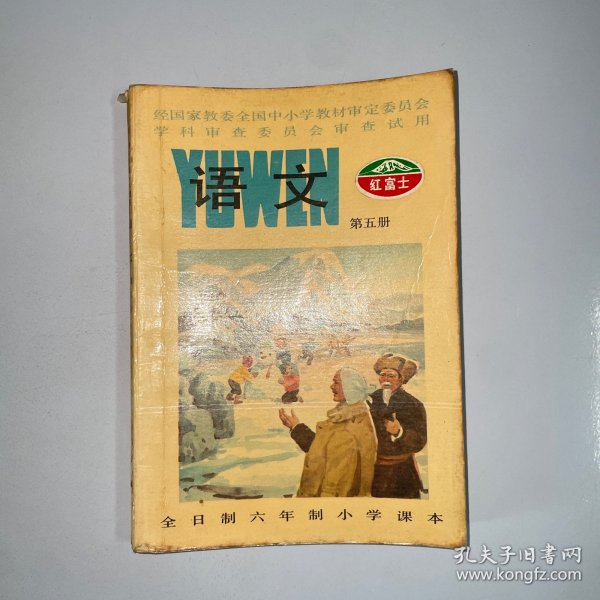 经国家教委全国中小学教材审定委员会
学科审查委员会审查试用
YUWEN
语文
红富士
第五册
全日制六年制小学课本
孔夫子旧书网
www.kongfz.com